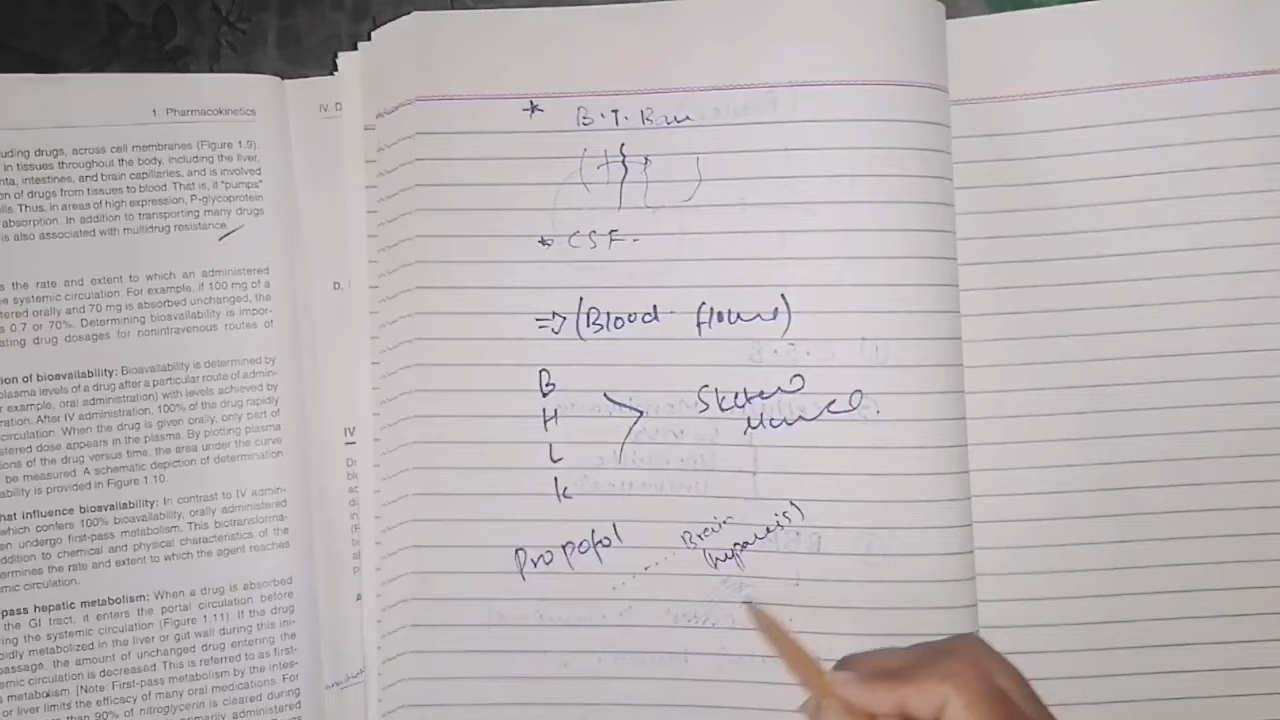 1. Pharmacokinetics
uding drugs, across cell membranes (Figure 1.9).
in tissues throughout the body, including the liver,
nta, intestines, and brain capillaries, and is involved
on of drugs from tissues to blood. That is, it "pumps"
lls. Thus, in areas of high expression, P-glycoprotein
absorption. In addition to transporting many drugs
is also associated with multidrug resistance.
s the rate and extent to which an administered
e systemic circulation. For example, if 100 mg of a
tered orally and 70 mg is absorbed unchanged, the
s 0.7 or 70%. Determining bioavailability is impor-
ating drug dosages for nonintravenous routes of
ion of bioavailability: Bioavailability is determined by
plasma levels of a drug after a particular route of admin-
r example, oral administration) with levels achieved by
ration. After IV administration, 100% of the drug rapidly
circulation. When the drug is given orally, only part of
stered dose appears in the plasma. By plotting plasma
ions of the drug versus time, the area under the curve
be measured. A schematic depiction of determination
ability is provided in Figure 1.10.
hat influence bioavailability: In contrast to IV admin-
which confers 100% bioavailability, orally administered
en undergo first-pass metabolism. This biotransforma-
ddition to chemical and physical characteristics of the
ermines the rate and extent to which the agent reaches
mic circulation.
pass hepatic metabolism: When a drug is absorbed
the GI tract, it enters the portal circulation before
ring the systemic circulation (Figure 1.11). If the drug
pidly metabolized in the liver or gut wall during this ini-
passage, the amount of unchanged drug entering the
emic circulation is decreased. This is referred to as first-
s metabolism [Note: First-pass metabolism by the intes-
or liver limits the efficacy of many oral medications. For
than 90% of nitroglycerin is cleared during
IV. D
D.
IV
* B.T. Barr
* CSF.
=> (Blood flow)
B
H
L
K
Propofol
Brain